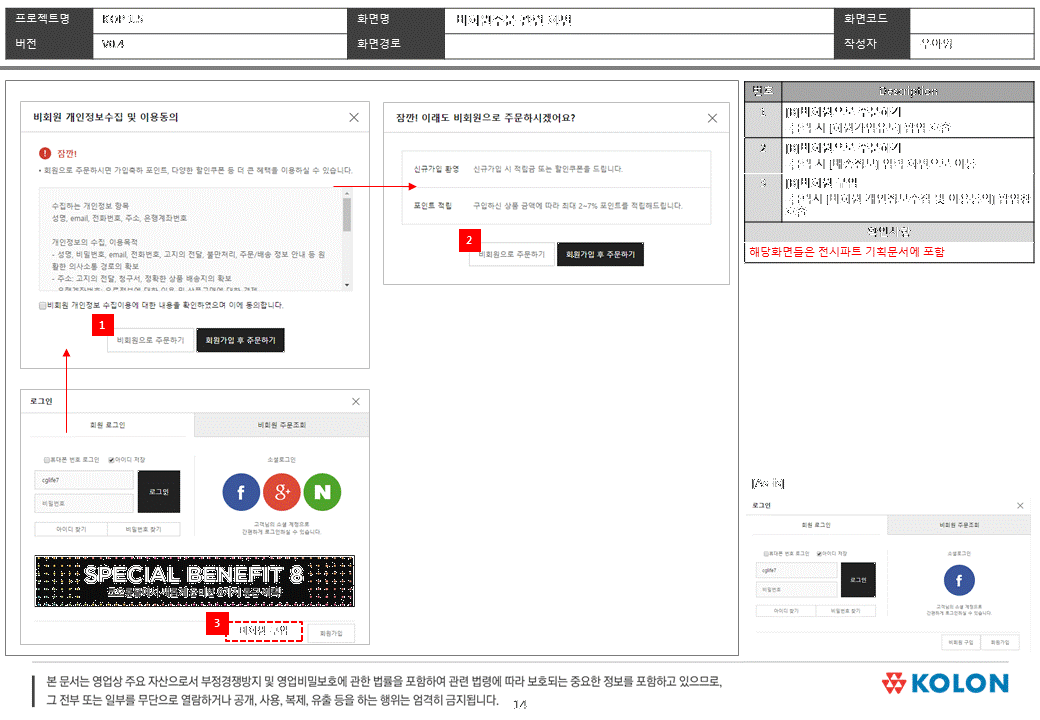 프로젝트명 KOP 1.5 화면명 비회원주문 관련 화면 화면코드
버전 V0.4 화면경로 작성자 우아영
비회원 개인정보수집 및 이용동의
잠깐!
• 회원으로 주문하시면 가입축하 포인트, 다양한 할인쿠폰 등 더 큰 혜택을 이용하실 수 있습니다.
수집하는 개인정보 항목
성명, email, 전화번호, 주소, 은행계좌번호
개인정보의 수집, 이용목적
- 성명, 비밀번호, email, 전화번호, 고지의 전달, 불만처리, 주문/배송 정보 안내 등 원
활한 의사소통 경로의 확보
- 주소: 고지의 전달, 청구서, 정확한 상품 배송지의 확보
비회원 개인정보 수집이용에 대한 내용을 확인하였으며 이에 동의합니다.
1
비회원으로 주문하기 회원가입 후 주문하기
잠깐! 이래도 비회원으로 주문하시겠어요?
신규가입 환영 신규가입 시 적립금 또는 할인쿠폰을 드립니다.
포인트 적립 구입하신 상품 금액에 따라 최대 2~7% 포인트를 적립해드립니다.
2
비회원으로 주문하기 회원가입 후 주문하기
로그인
회원 로그인 비회원 주문조회
휴대폰 번호 로그인 아이디 저장 소셜로그인
cglife7
비밀번호
로그인
f g+ N
아이디 찾기 비밀번호 찾기
고객님의 소셜 계정으로
간편하게 로그인하실 수 있습니다.
SPECIAL BENEFIT 8
3
비회원 구입 회원가입
번호 Description
1 [B]비회원으로 주문하기
클릭 시 [회원가입유도] 팝업 호출
2 [B]비회원으로 주문하기
클릭 시 [배송정보] 입력 화면으로 이동
3 [B]비회원 구입
클릭 시 [비회원 개인정보수집 및 이용동의] 팝업창
호출
확인사항
해당화면들은 전시파트 기획문서에 포함
[As-is]
로그인
회원 로그인 비회원 주문조회
휴대폰 번호 로그인 아이디 저장 소셜로그인
cglife7
비밀번호
로그인
f
아이디 찾기 비밀번호 찾기
고객님의 소셜 계정으로
간편하게 로그인하실 수 있습니다.
비회원 구입 회원가입
본 문서는 영업상 주요 자산으로서 부정경쟁방지 및 영업비밀보호에 관한 법률을 포함하여 관련 법령에 따라 보호되는 중요한 정보를 포함하고 있으므로,
그 전부 또는 일부를 무단으로 열람하거나 공개, 사용, 복제, 유출 등을 하는 행위는 엄격히 금지됩니다.
14
KOLON